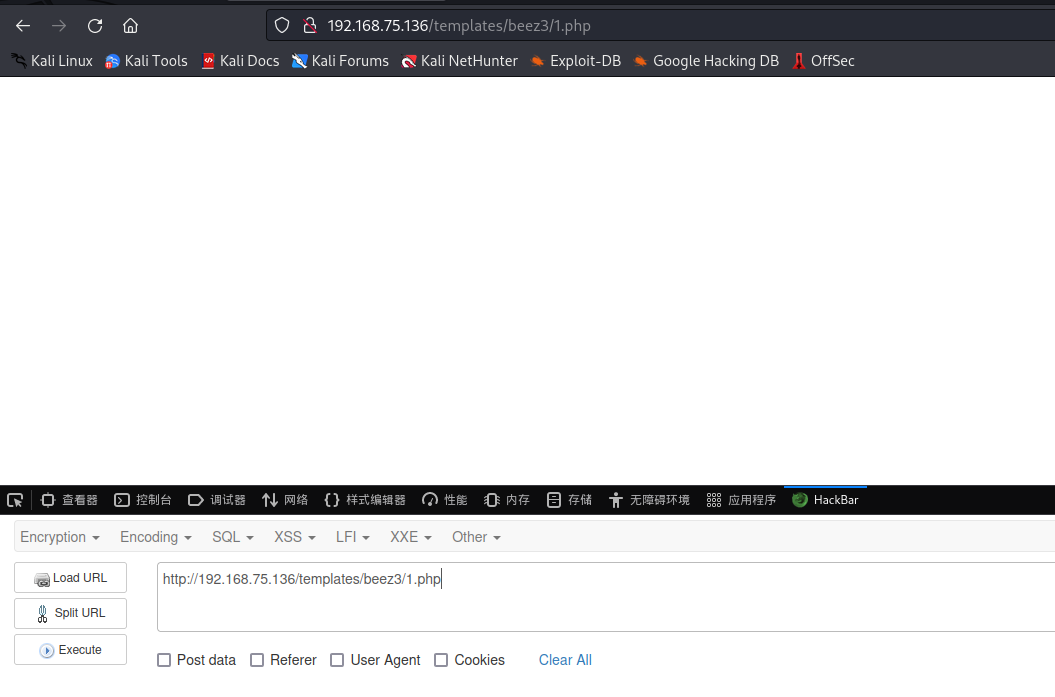 192.168.75.136/templates/beez3/1.php
Kali Linux Kali Tools Kali Docs Kali Forums Kali NetHunter Exploit-DB Google Hacking DB OffSec
查看器 控制台 调试器 网络 样式编辑器 性能 内存 存储 无障碍环境 应用程序 HackBar
Encryption Encoding SQL XSS LFI XXE Other
Load URL http://192.168.75.136/templates/beez3/1.php
Split URL
Execute
Post data Referer User Agent Cookies Clear All